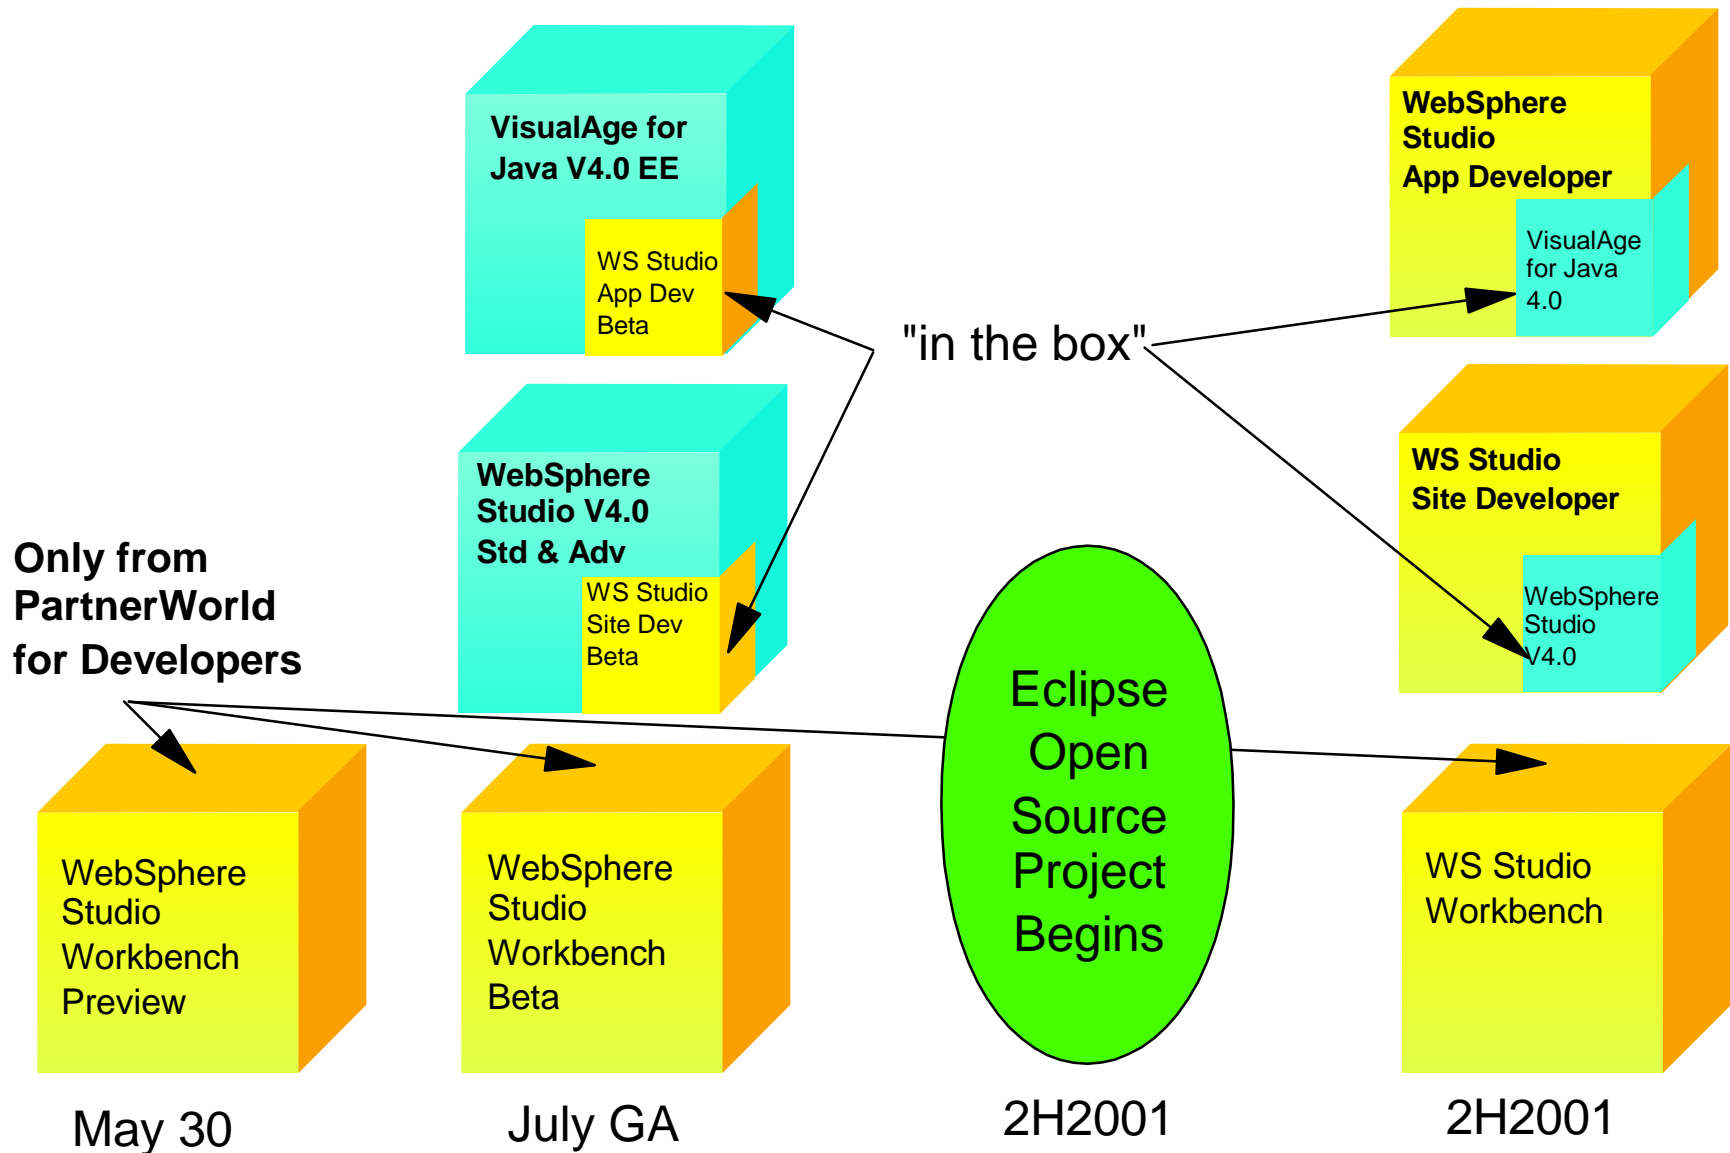 VisualAge for
Java V4.0 EE
WS Studio
App Dev
Beta
WebSphere
Studio
App Developer
VisualAge
for Java
4.0
"in the box"
WebSphere
Studio V4.0
Std & Adv
WS Studio
Site Dev
Beta
WS Studio
Site Developer
WebSphere
Studio
V4.0
Only from
PartnerWorld
for Developers
Eclipse
Open
Source
Project
Begins
WebSphere
Studio
Workbench
Preview
WebSphere
Studio
Workbench
Beta
WS Studio
Workbench
May 30
July GA
2H2001
2H2001